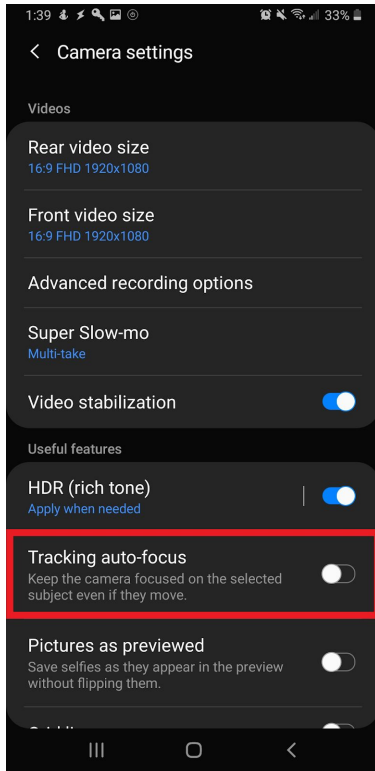 1:39 33%
Camera settings
Videos
Rear video size
16:9 FHD 1920x1080
Front video size
16:9 FHD 1920x1080
Advanced recording options
Super Slow-mo
Multi-take
Video stabilization
Useful features
HDR (rich tone)
Apply when needed
Tracking auto-focus
Keep the camera focused on the selected
subject even if they move.
Pictures as previewed
Save selfies as they appear in the preview
without flipping them.